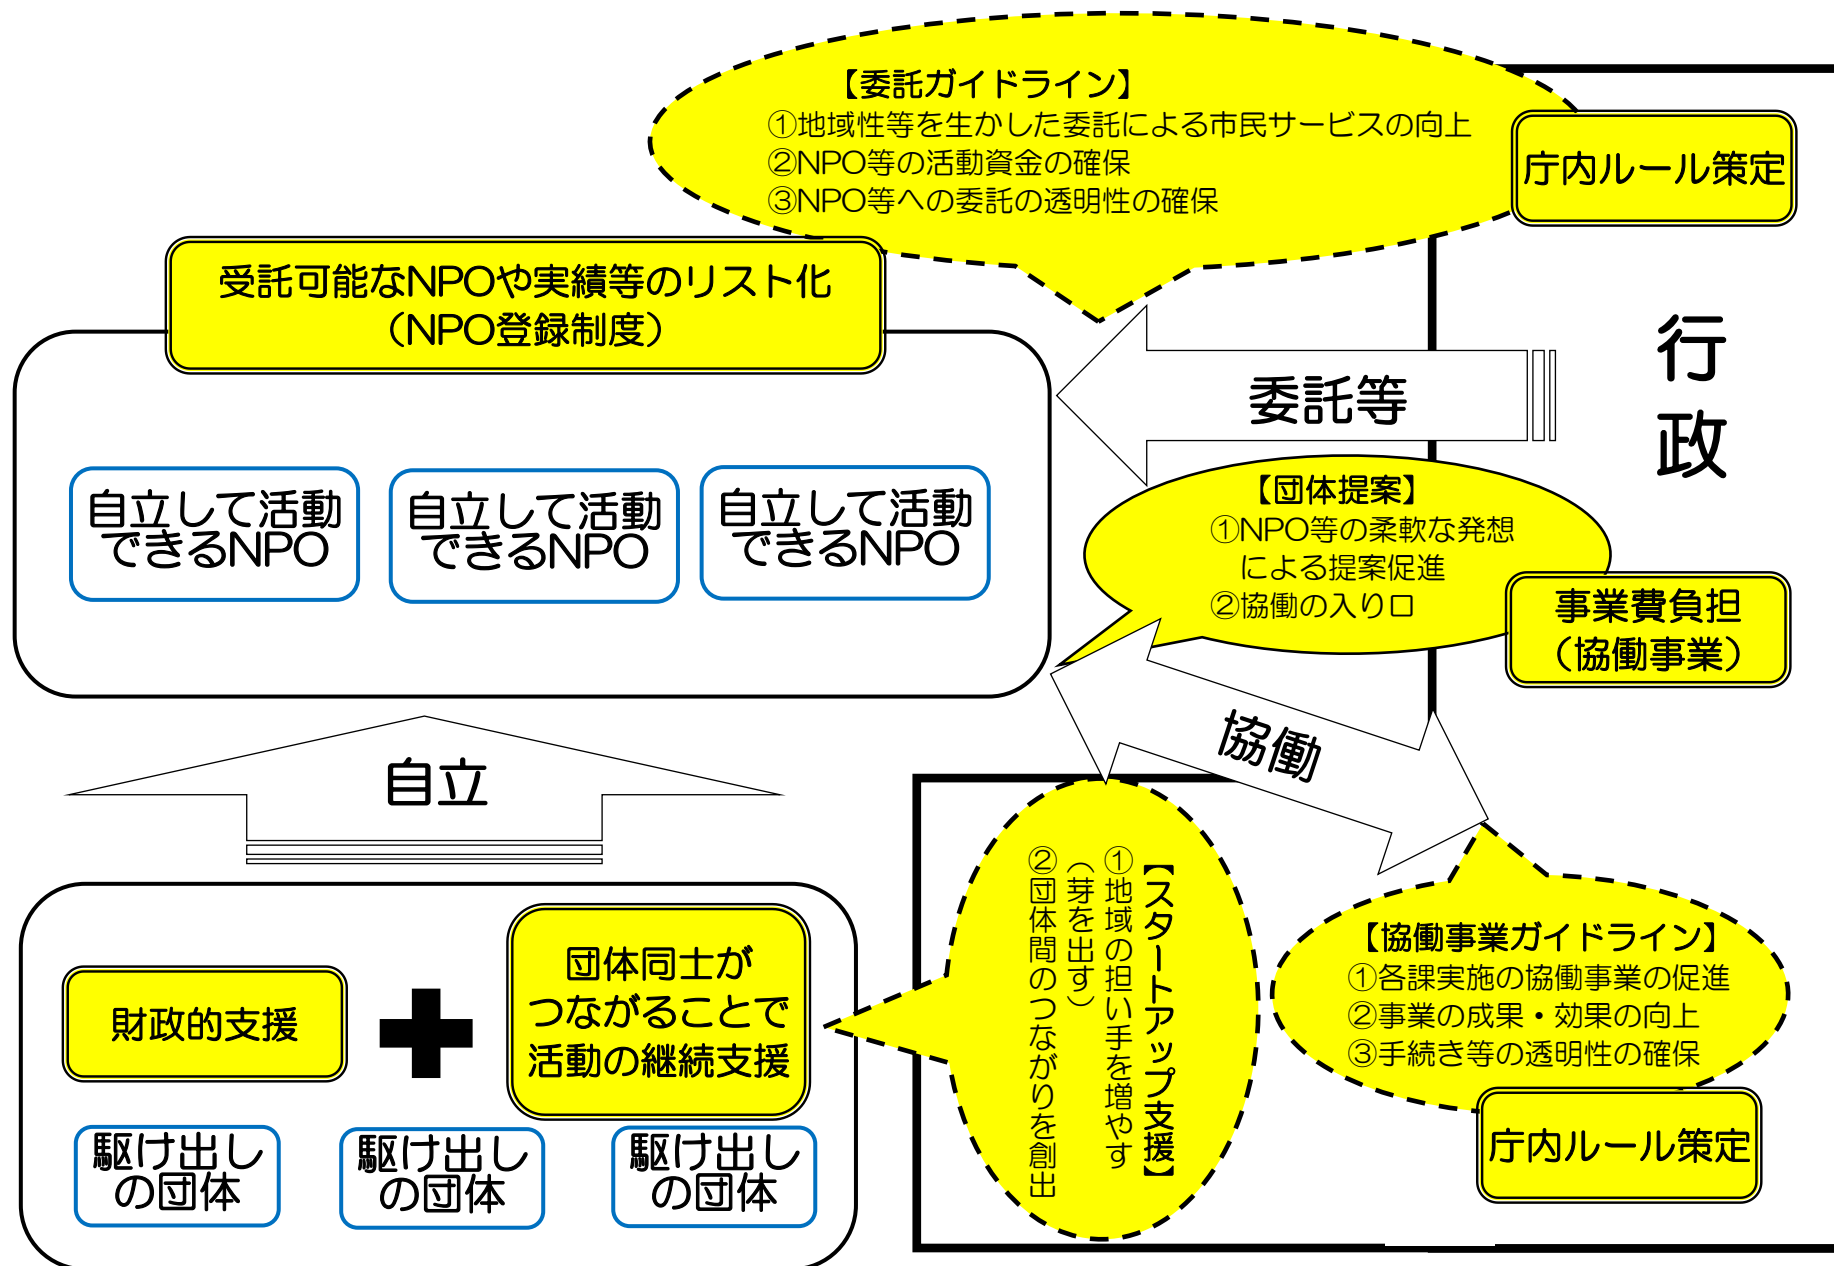 【委託ガイドライン】
①地域性等を生かした委託による市民サービスの向上
②NPO等の活動資金の確保
③NPO等への委託の透明性の確保
庁内ルール策定
受託可能なNPOや実績等のリスト化
（NPO登録制度）
行政
委託等
自立して活動
できるNPO
自立して活動
できるNPO
自立して活動
できるNPO
【団体提案】
①NPO等の柔軟な発想
による提案促進
②協働の入り口
事業費負担
（協働事業）
協働
自立
【スタートアップ支援】
①地域の担い手を増やす
（芽を出す）
②団体間のつながりを創出
【協働事業ガイドライン】
①各課実施の協働事業の促進
②事業の成果・効果の向上
③手続き等の透明性の確保
庁内ルール策定
財政的支援
団体同士が
つながることで
活動の継続支援
駆け出し
の団体
駆け出し
の団体
駆け出し
の団体